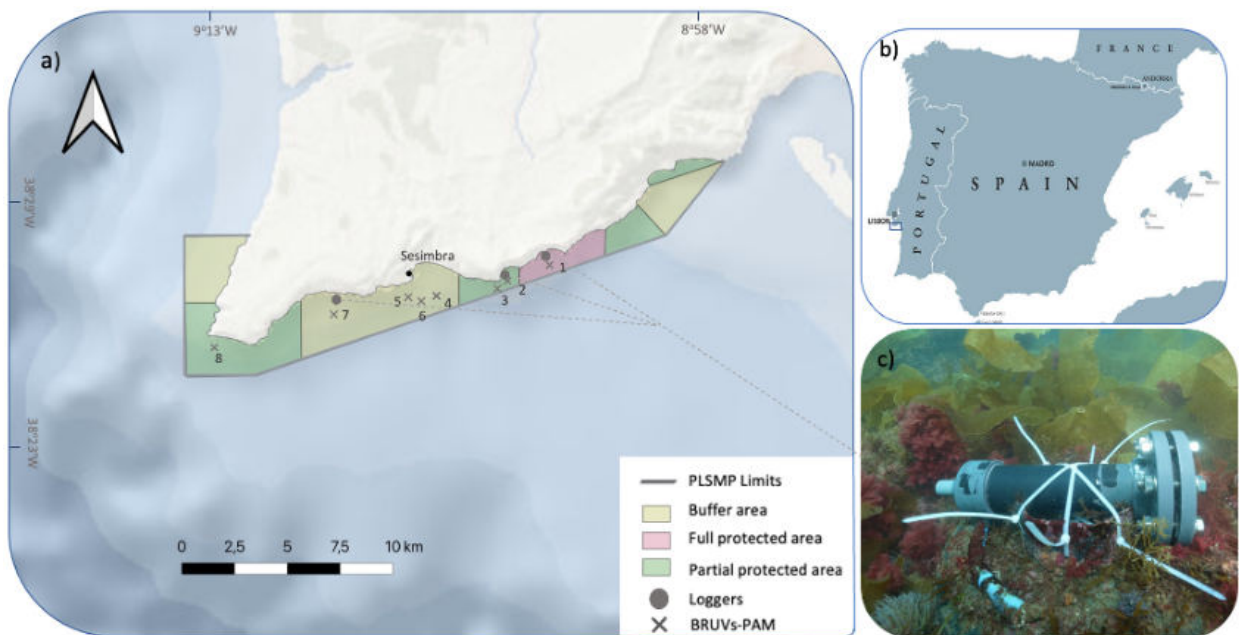 a)
9°13'W
8°58'W
38°29'W
38°23'W
Sesimbra
1
2
3
4
5
6
7
8
0 2,5 5 7,5 10 km
PLSMP Limits
Buffer area
Full protected area
Partial protected area
Loggers
BRUVs-PAM
b)
FRANCE
ANDORRA
PORTUGAL
MADRID
SPAIN
LISBON
c)